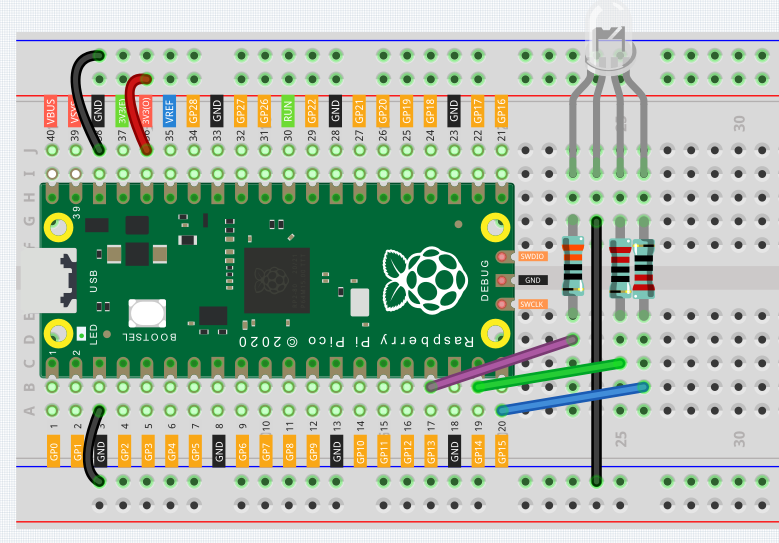 VBUS VSYS GND 3V3(E) 3V3(O) VREF GP28 GND GP27 GP26 RUN GP22 GND GP21 GP20 GP19 GP18 GND GP17 GP16
40 39 38 37 36 35 34 33 32 31 30 29 28 27 26 25 24 23 22 21
25 30
J
I
H
G
F
39
USB
DEBUG
SWDIO
GND
SWCLK
LED
BOOTSEL
Raspberry Pi Pico © 2020
1 2
E
D
C
B
A
1 2 3 4 5 6 7 8 9 10 11 12 13 14 15 16 17 18 19 20
GP0 GP1 GND GP2 GP3 GP4 GP5 GND GP6 GP7 GP8 GP9 GND GP10 GP11 GP12 GP13 GND GP14 GP15
25 30